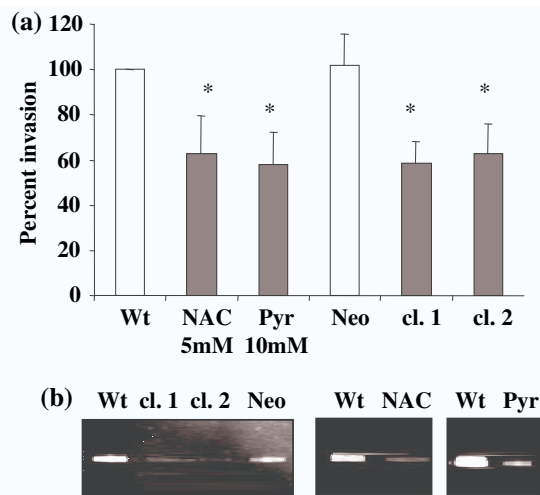 (a)
Percent invasion
120
100
80
60
40
20
0
* * * *
Wt NAC Pyr Neo cl. 1 cl. 2
5mM 10mM
(b)
Wt cl. 1 cl. 2 Neo Wt NAC Wt Pyr